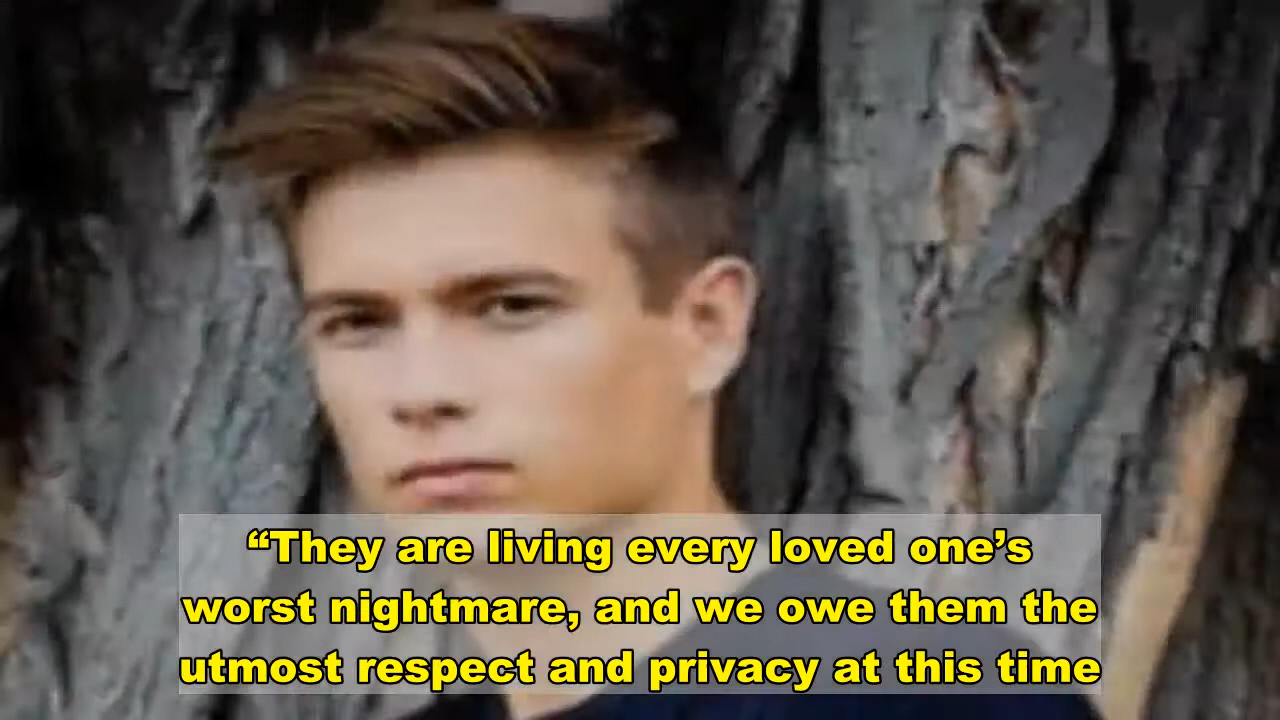 “They are living every loved one’s
worst nightmare, and we owe them the
utmost respect and privacy at this time